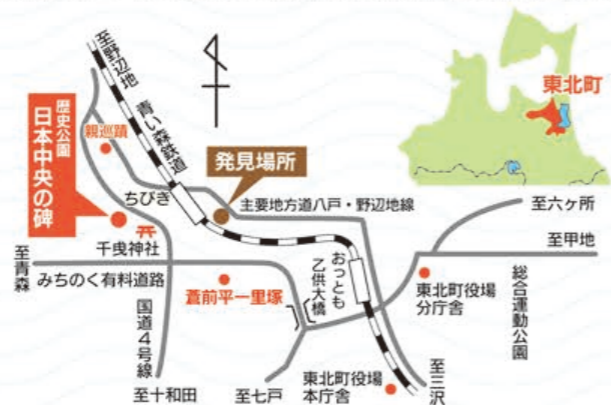 至野辺地
青い森鉄道
歴史公園
日本中央の碑
親巡蹟
発見場所
東北町
ちびき
主要地方道八戸・野辺地線
至六ヶ所
千曳神社
至甲地
至青森
みちのく有料道路
蒼前平一里塚
乙供大橋
おっとも
東北町役場
分庁舎
総合運動公園
国道4号線
至十和田
至七戸
東北町役場
本庁舎
至三沢